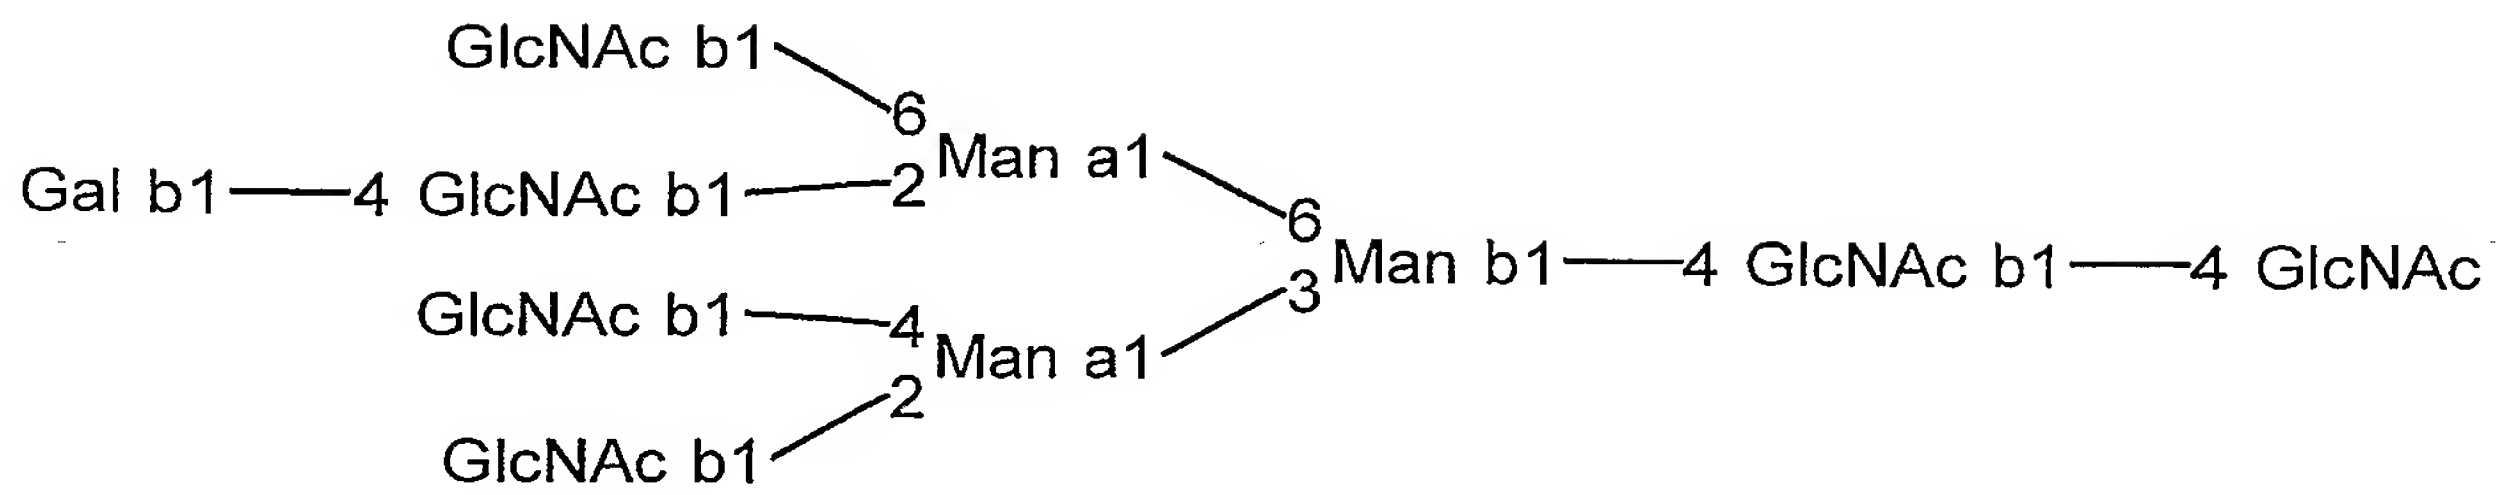 GlcNAc b1
6
Man a1
Gal b1 4 GlcNAc b1 2
6
Man b1 4 GlcNAc b1 4 GlcNAc
3
GlcNAc b1 4
Man a1
2
GlcNAc b1